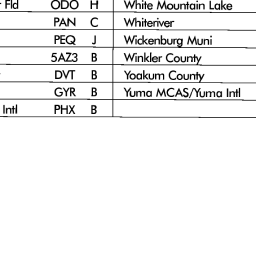 Fld ODO H White Mountain Lake
PAN C Whiteriver
PEQ J Wickenburg Muni
5AZ3 B Winkler County
DVT B Yoakum County
GYR B Yuma MCAS/Yuma Intl
Intl PHX B